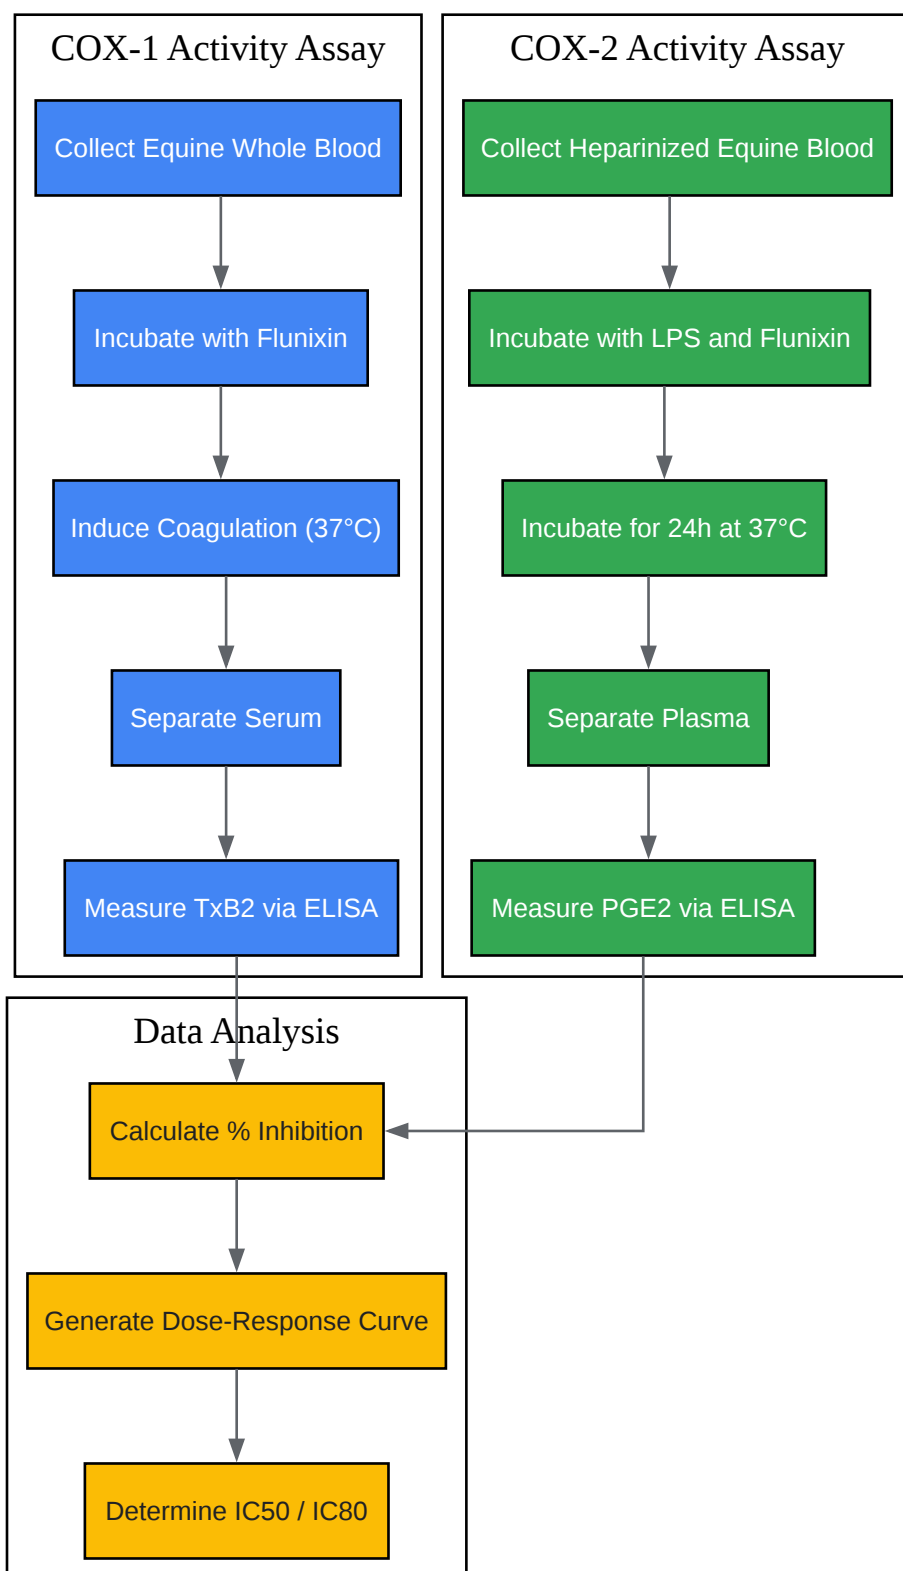 COX-1 Activity Assay
Collect Equine Whole Blood
Incubate with Flunixin
Induce Coagulation (37°C)
Separate Serum
Measure TxB2 via ELISA
COX-2 Activity Assay
Collect Heparinized Equine Blood
Incubate with LPS and Flunixin
Incubate for 24h at 37°C
Separate Plasma
Measure PGE2 via ELISA
Data Analysis
Calculate % Inhibition
Generate Dose-Response Curve
Determine IC50 / IC80